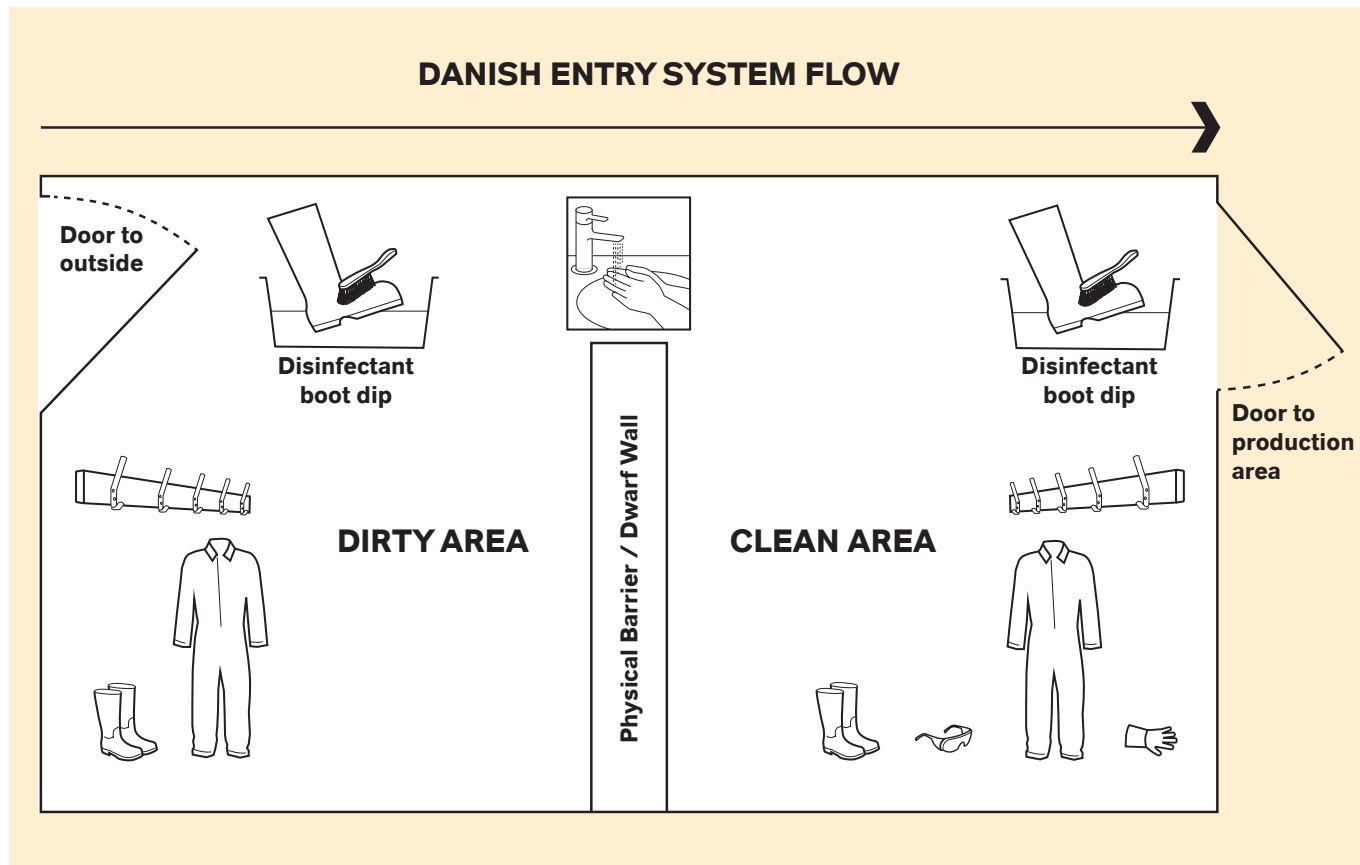 DANISH ENTRY SYSTEM FLOW
Door to
outside
Disinfectant
boot dip
Disinfectant
boot dip
Door to
production
area
DIRTY AREA
Physical Barrier / Dwarf Wall
CLEAN AREA